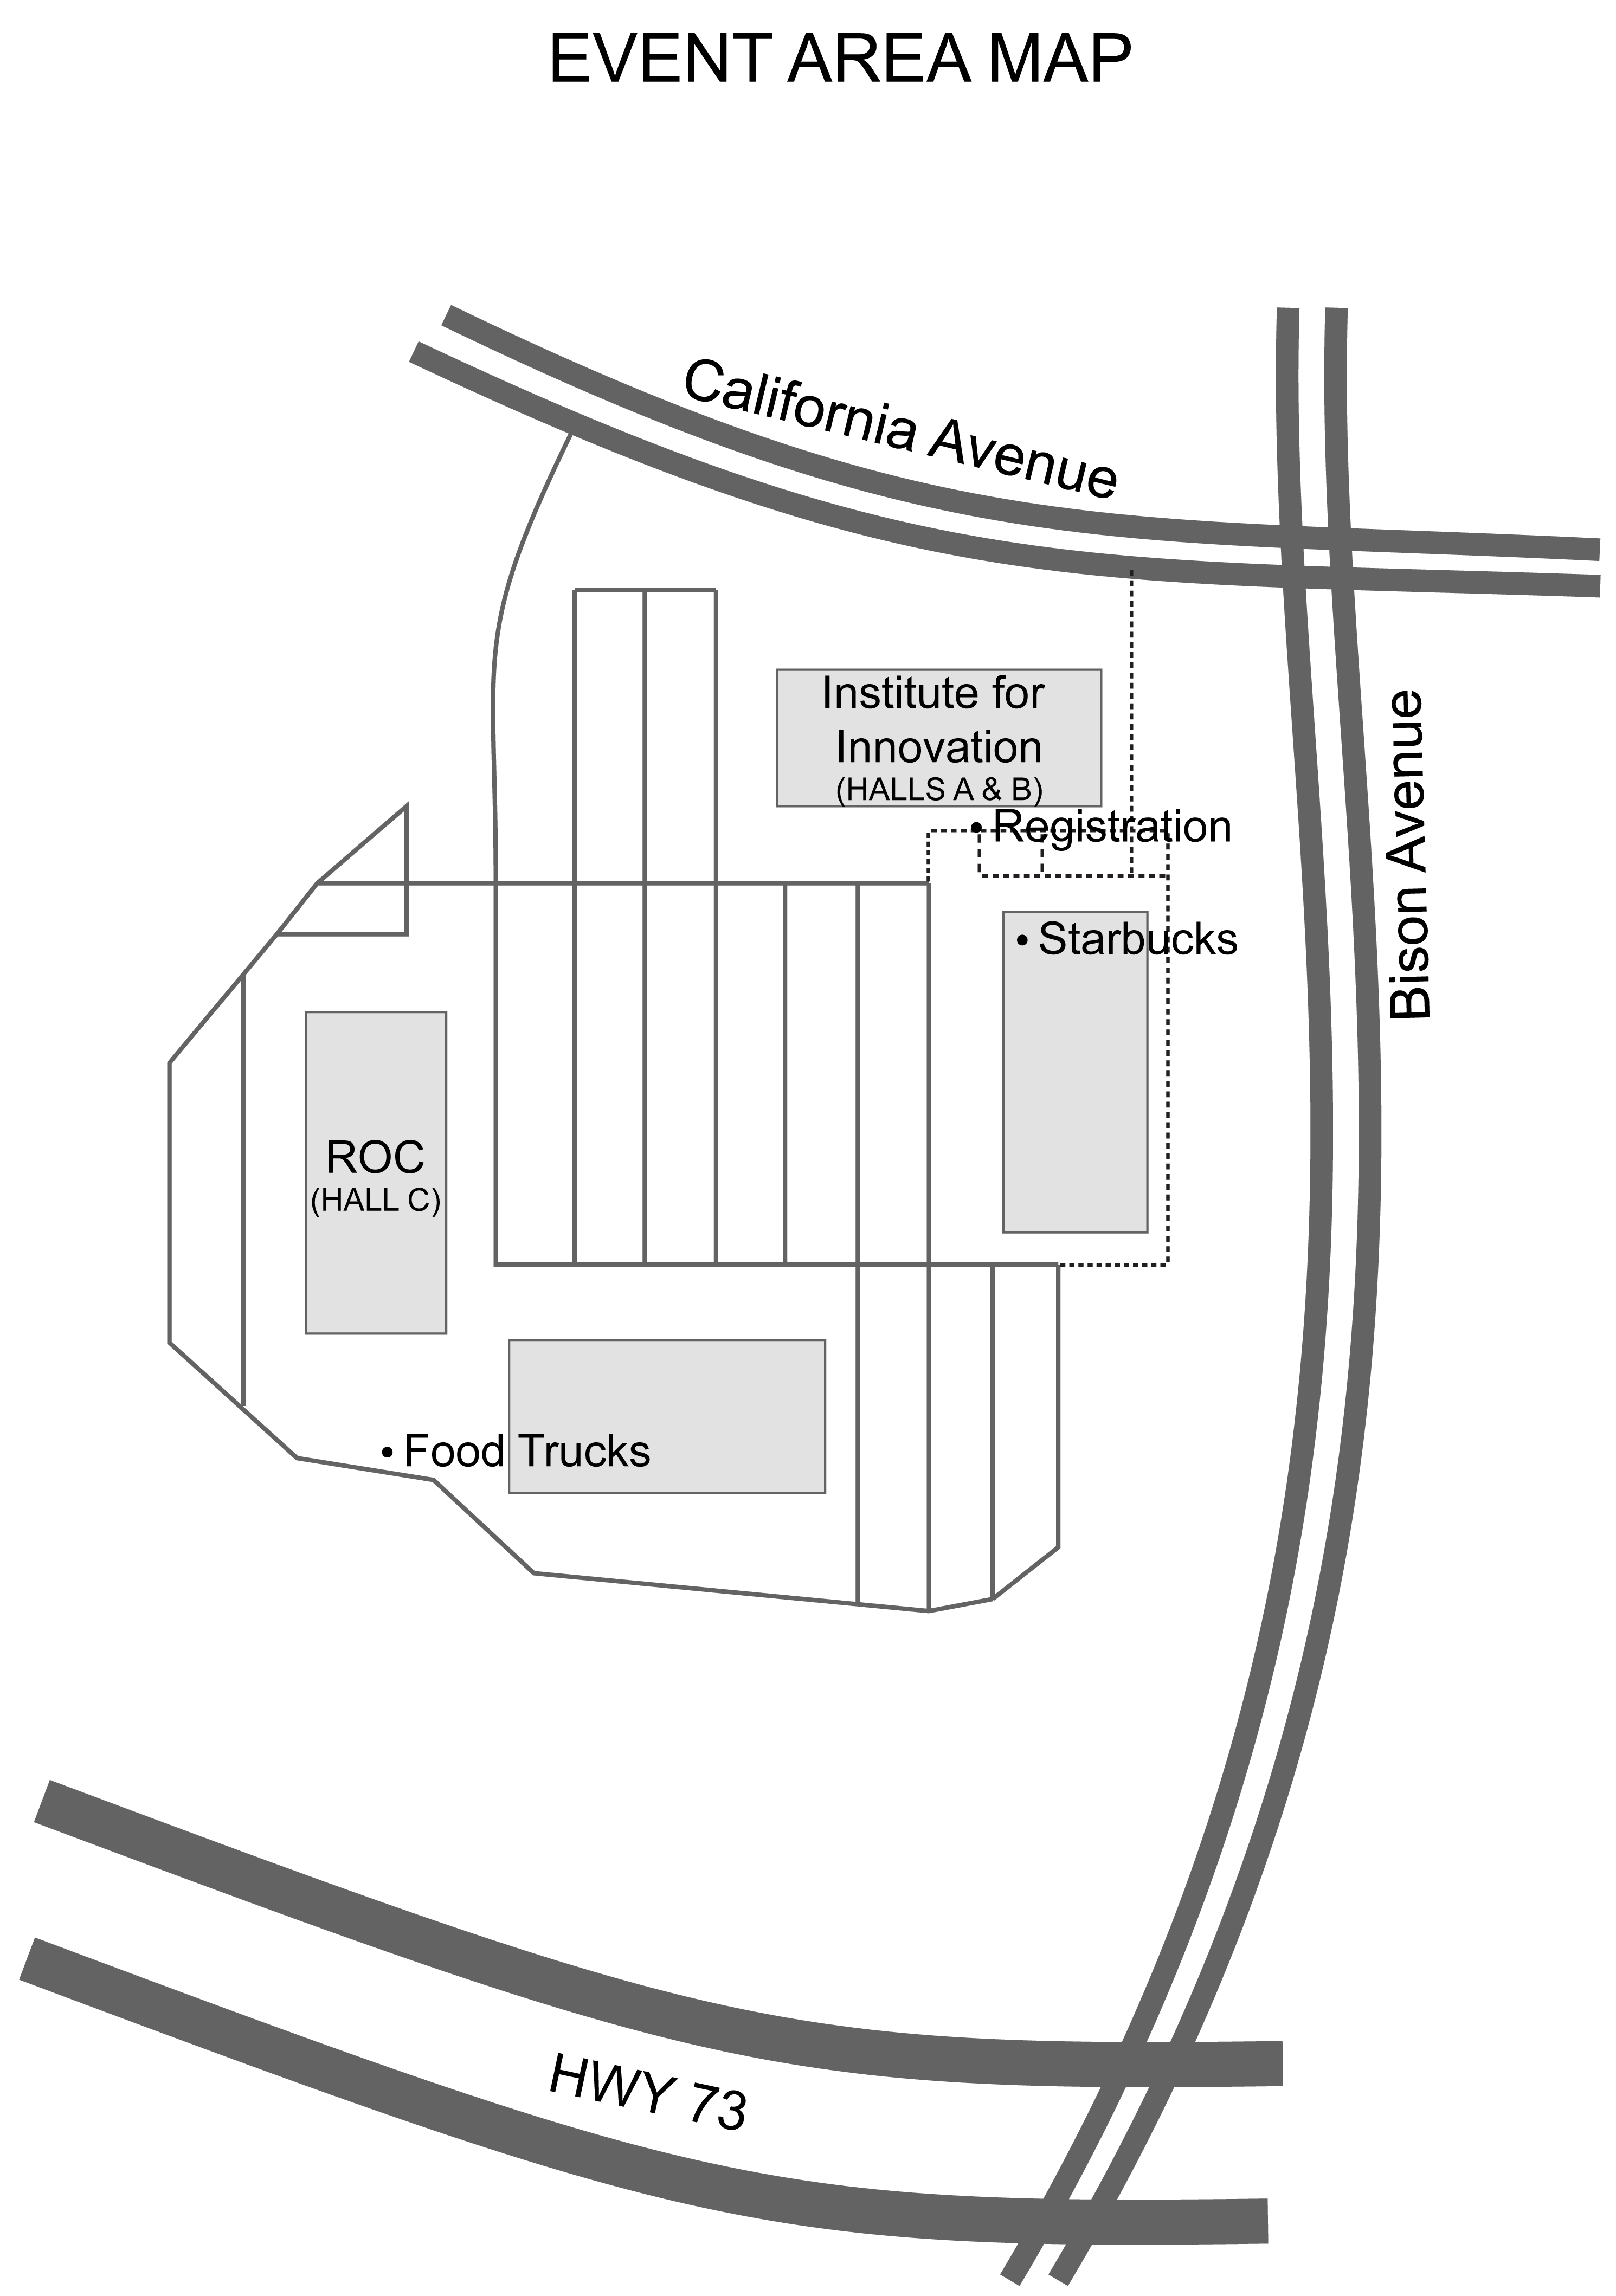 EVENT AREA MAP
California Avenue
Institute for
Innovation
(HALLS A & B)
• Registration
Bison Avenue
• Starbucks
ROC
(HALL C)
• Food Trucks
HWY 73